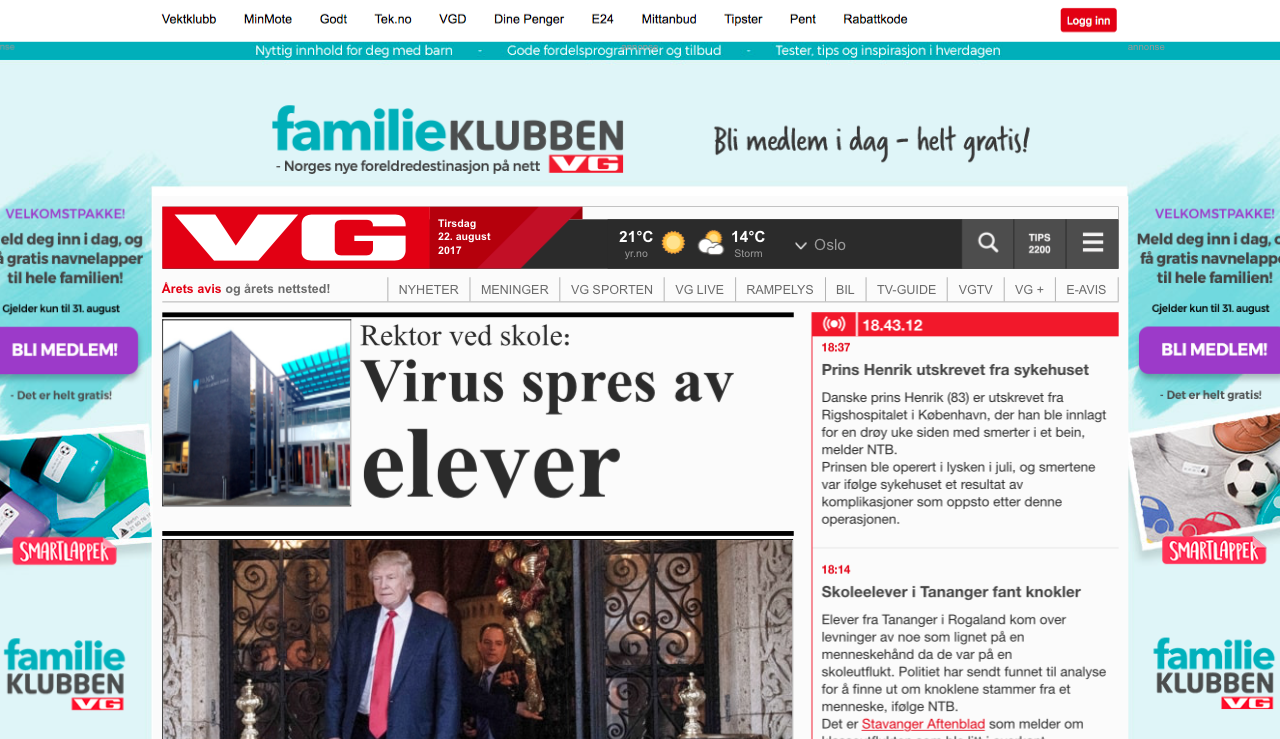 Vektklubb MinMote Godt Tek.no VGD Dine Penger E24 Mittanbud Tipster Pent Rabattkode Logg inn
Nyttig innhold for deg med barn - Gode fordelsprogrammer og tilbud - Tester, tips og inspirasjon i hverdagen
annonse
familieKLUBBEN
- Norges nye foreldredestinasjon på nett VG
Bli medlem i dag - helt gratis!
VELKOMSTPAKKE!
eld deg inn i dag, og
å gratis navnelapper
til hele familien!
Gjelder kun til 31. august
BLI MEDLEM!
- Det er helt gratis!
SMARTLAPPER
familie
KLUBBEN
VG
VG
Tirsdag
22. august
2017
21°C
yr.no
14°C
Storm
Oslo
TIPS
2200
Årets avis og årets nettsted!
NYHETER MENINGER VG SPORTEN VG LIVE RAMPELYS BIL TV-GUIDE VGTV VG + E-AVIS
Rektor ved skole:
Virus spres av
elever
18.43.12
18:37
Prins Henrik utskrevet fra sykehuset
Danske prins Henrik (83) er utskrevet fra
Rigshospitalet i København, der han ble innlagt
for en drøy uke siden med smerter i et bein,
melder NTB.
Prinsen ble operert i lysken i juli, og smertene
var ifølge sykehuset et resultat av
komplikasjoner som oppsto etter denne
operasjonen.
18:14
Skoleelever i Tananger fant knokler
Elever fra Tananger i Rogaland kom over
levninger av noe som lignet på en
menneskehånd da de var på en
skoleutflukt. Politiet har sendt funnet til analyse
for å finne ut om knoklene stammer fra et
menneske, ifølge NTB.
Det er Stavanger Aftenblad som melder om
VELKOMSTPAKKE!
Meld deg inn i dag,
få gratis navnelapper
til hele familien!
Gjelder kun til 31. august
BLI MEDLEM!
- Det er helt gratis!
SMARTLAPPER
familie
KLUBBEN
VG